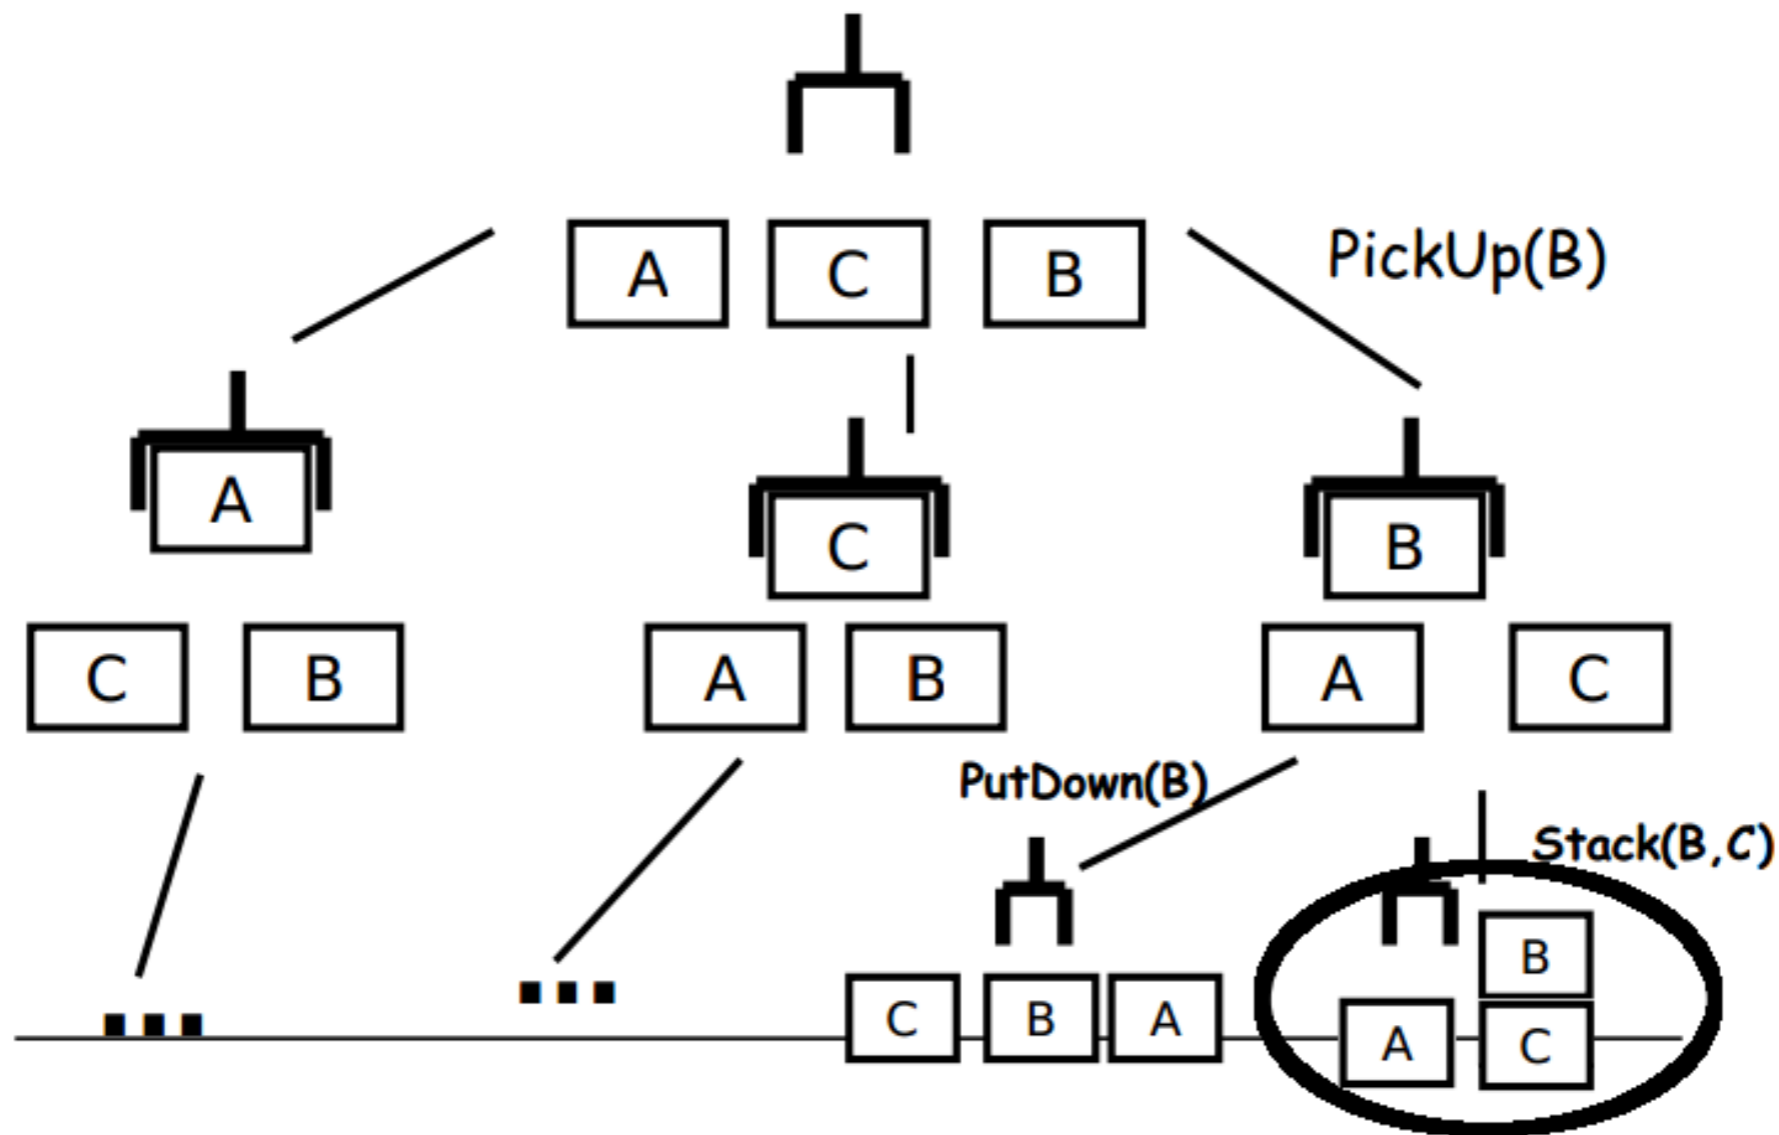 A C B
PickUp(B)
A
C
B
C B
A B
A C
PutDown(B)
Stack(B,C)
...
...
C B A
B
A C